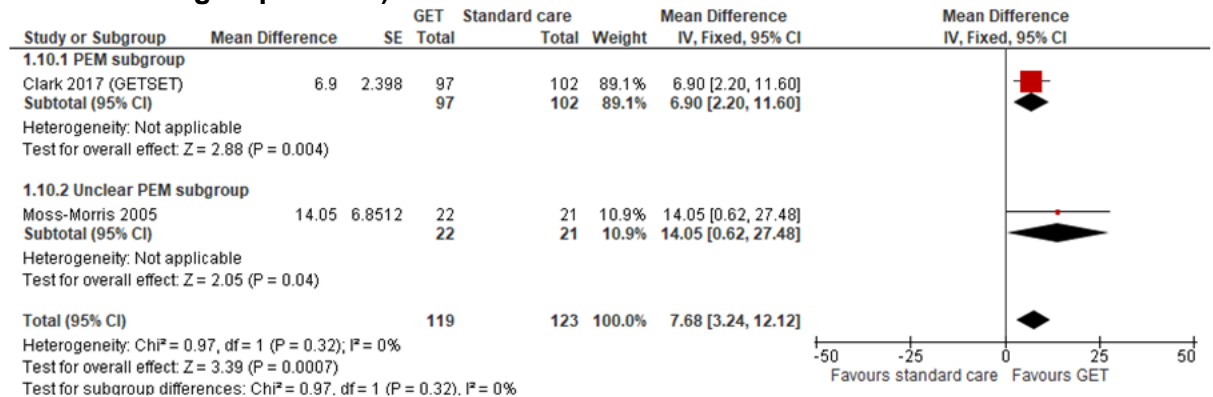 GET Standard care Mean Difference Mean Difference
Study or Subgroup Mean Difference SE Total Total Weight IV, Fixed, 95% CI IV, Fixed, 95% CI
1.10.1 PEM subgroup
Clark 2017 (GETSET) 6.9 2.398 97 102 89.1% 6.90 [2.20, 11.60]
Subtotal (95% CI) 97 102 89.1% 6.90 [2.20, 11.60]
Heterogeneity: Not applicable
Test for overall effect: Z = 2.88 (P = 0.004)
1.10.2 Unclear PEM subgroup
Moss-Morris 2005 14.05 6.8512 22 21 10.9% 14.05 [0.62, 27.48]
Subtotal (95% CI) 22 21 10.9% 14.05 [0.62, 27.48]
Heterogeneity: Not applicable
Test for overall effect: Z = 2.05 (P = 0.04)
Total (95% CI) 119 123 100.0% 7.68 [3.24, 12.12]
Heterogeneity: Chi² = 0.97, df = 1 (P = 0.32); I² = 0%
Test for overall effect: Z = 3.39 (P = 0.0007)
Test for subgroup differences: Chi² = 0.97, df = 1 (P = 0.32), I² = 0%
-50 -25 0 25 50
Favours standard care Favours GET